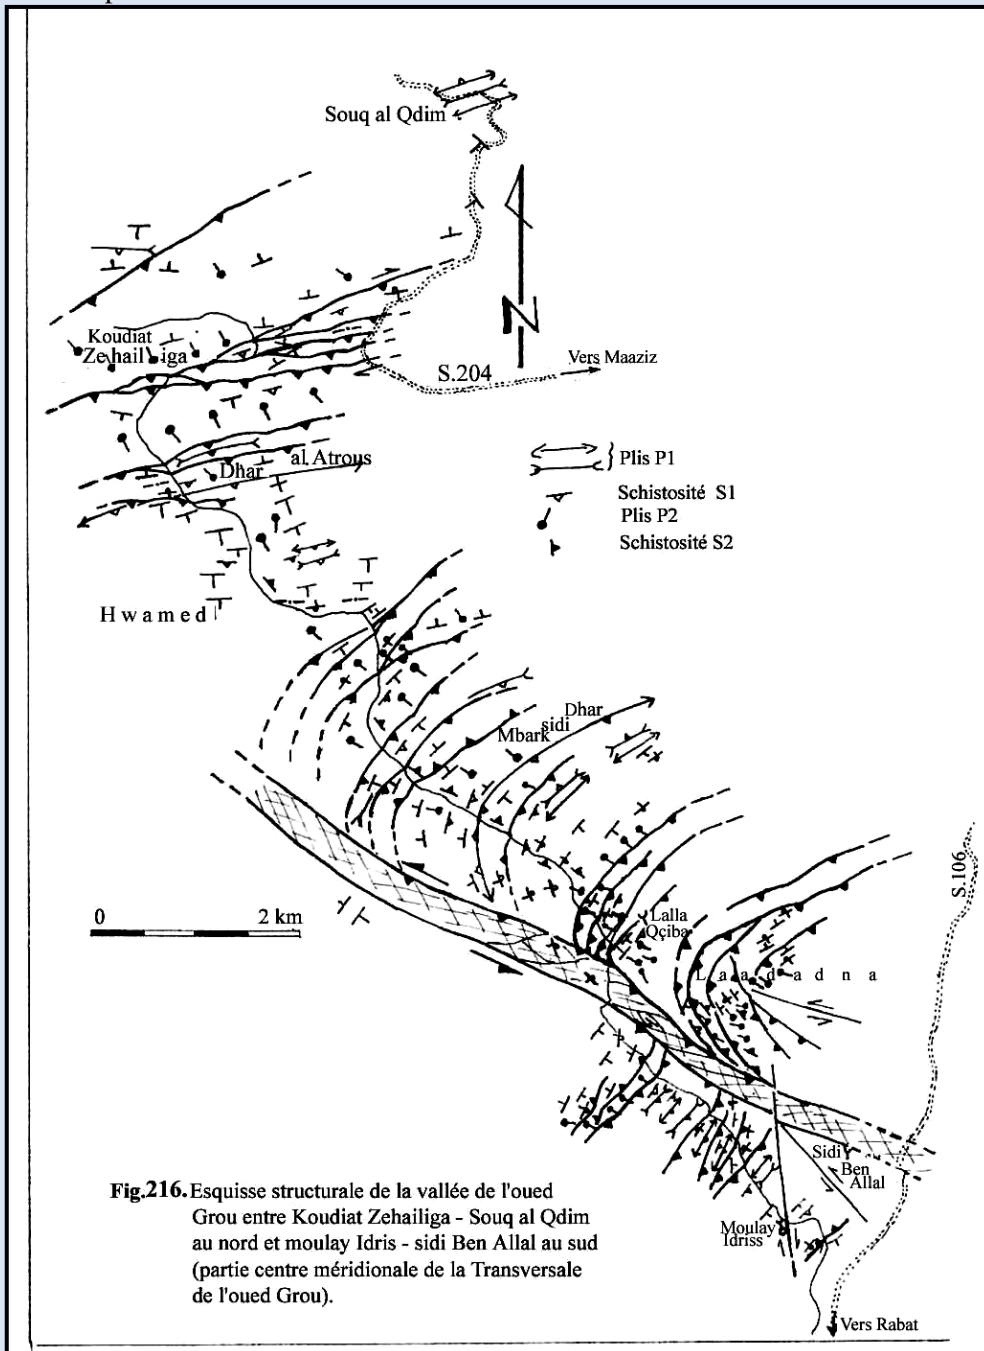 Souq al Qdim
N
Koudiat
Zehailiga
S.204
Vers Maaziz
Dhar al Atrous
Plis P1
Schistosité S1
Plis P2
Schistosité S2
Hwamed
Dhar
sidi
Mbark
S.106
0 2 km
Lalla
Qçiba
Laadadna
Sidi
Ben
Allal
Moulay
Idriss
Vers Rabat
Fig.216. Esquisse structurale de la vallée de l'oued
Grou entre Koudiat Zehailiga - Souq al Qdim
au nord et moulay Idris - sidi Ben Allal au sud
(partie centre méridionale de la Transversale
de l'oued Grou).